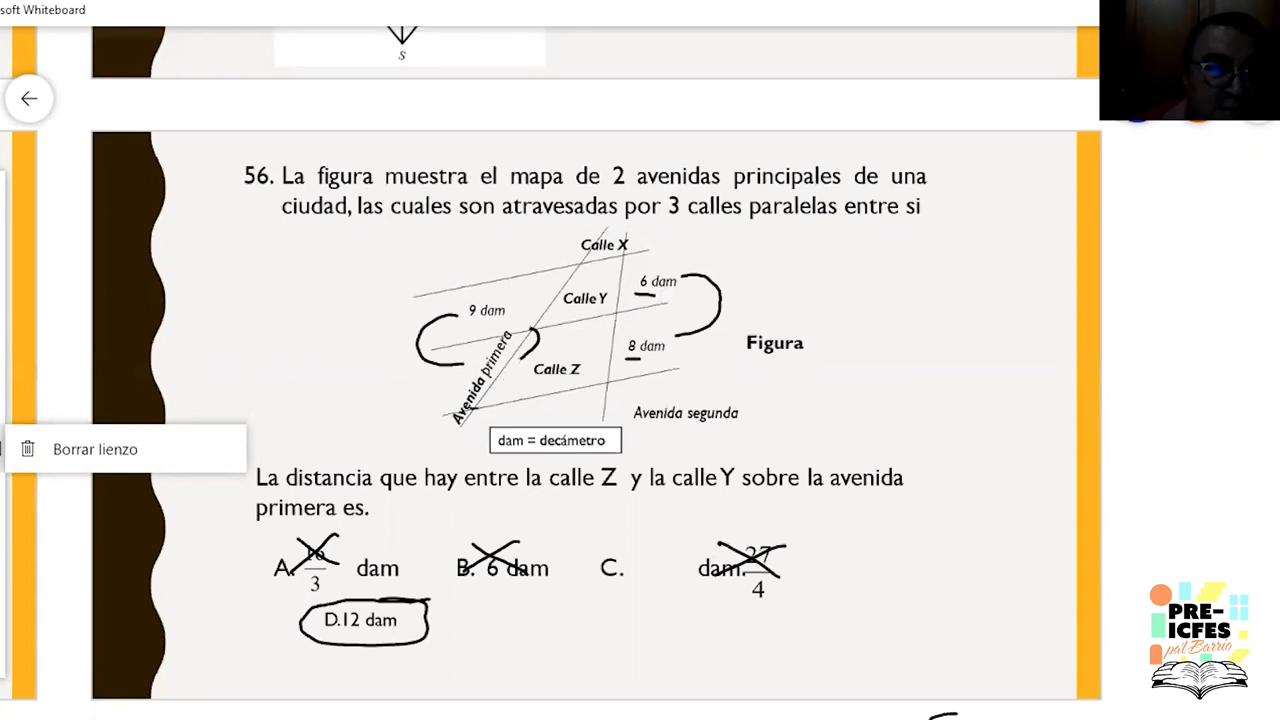 soft Whiteboard
S
56. La figura muestra el mapa de 2 avenidas principales de una
ciudad, las cuales son atravesadas por 3 calles paralelas entre si
Calle X
6 dam
Calle Y
9 dam
8 dam
Figura
Avenida primera
Calle Z
Avenida segunda
dam = decámetro
Borrar lienzo
La distancia que hay entre la calle Z y la calle Y sobre la avenida
primera es.
A. 16/3 dam B. 6 dam C. dam. 27/4
D.12 dam
PRE-
ICFES
pal Barrio